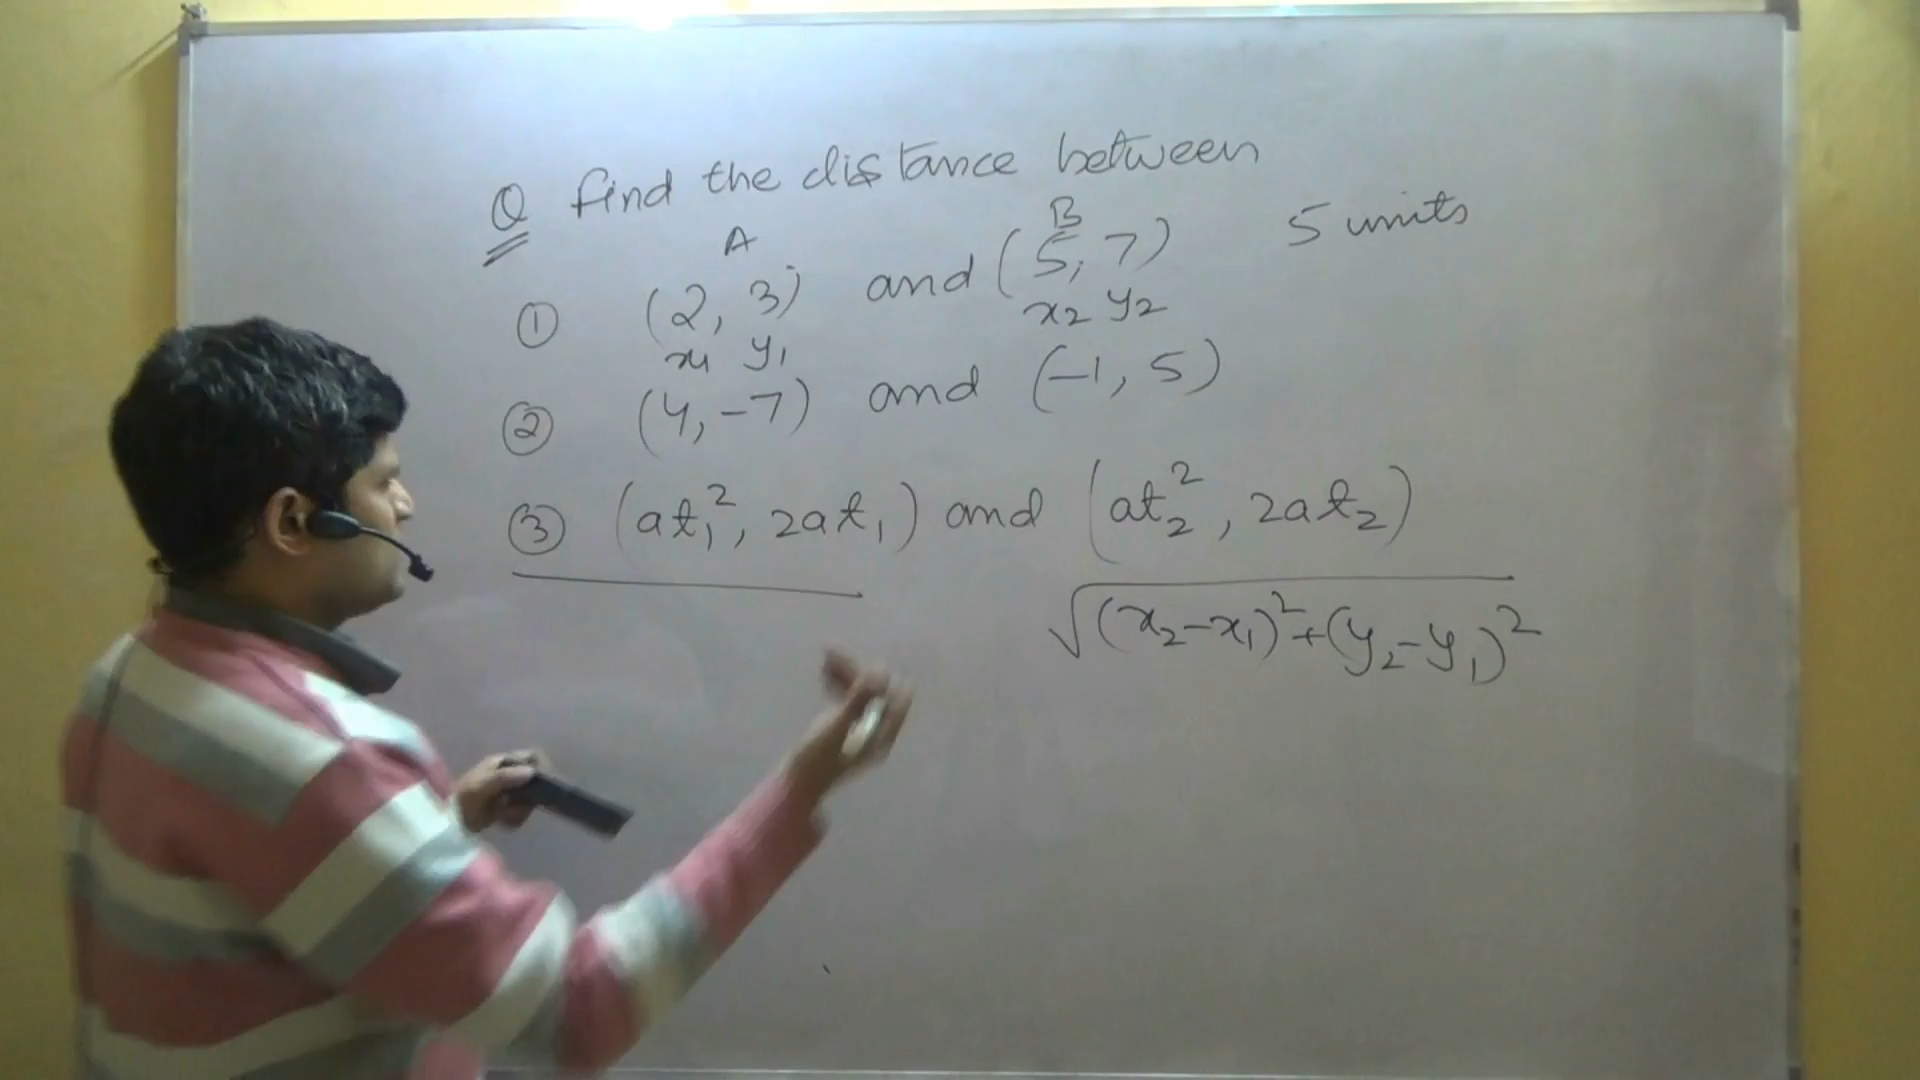 Q find the distance between
A B
① (2, 3) and (5, 7) 5 units
x₁ y₁ x₂ y₂
② (4, -7) and (-1, 5)
③ (at₁², 2at₁) and (at₂², 2at₂)
√(x₂-x₁)²+(y₂-y₁)²